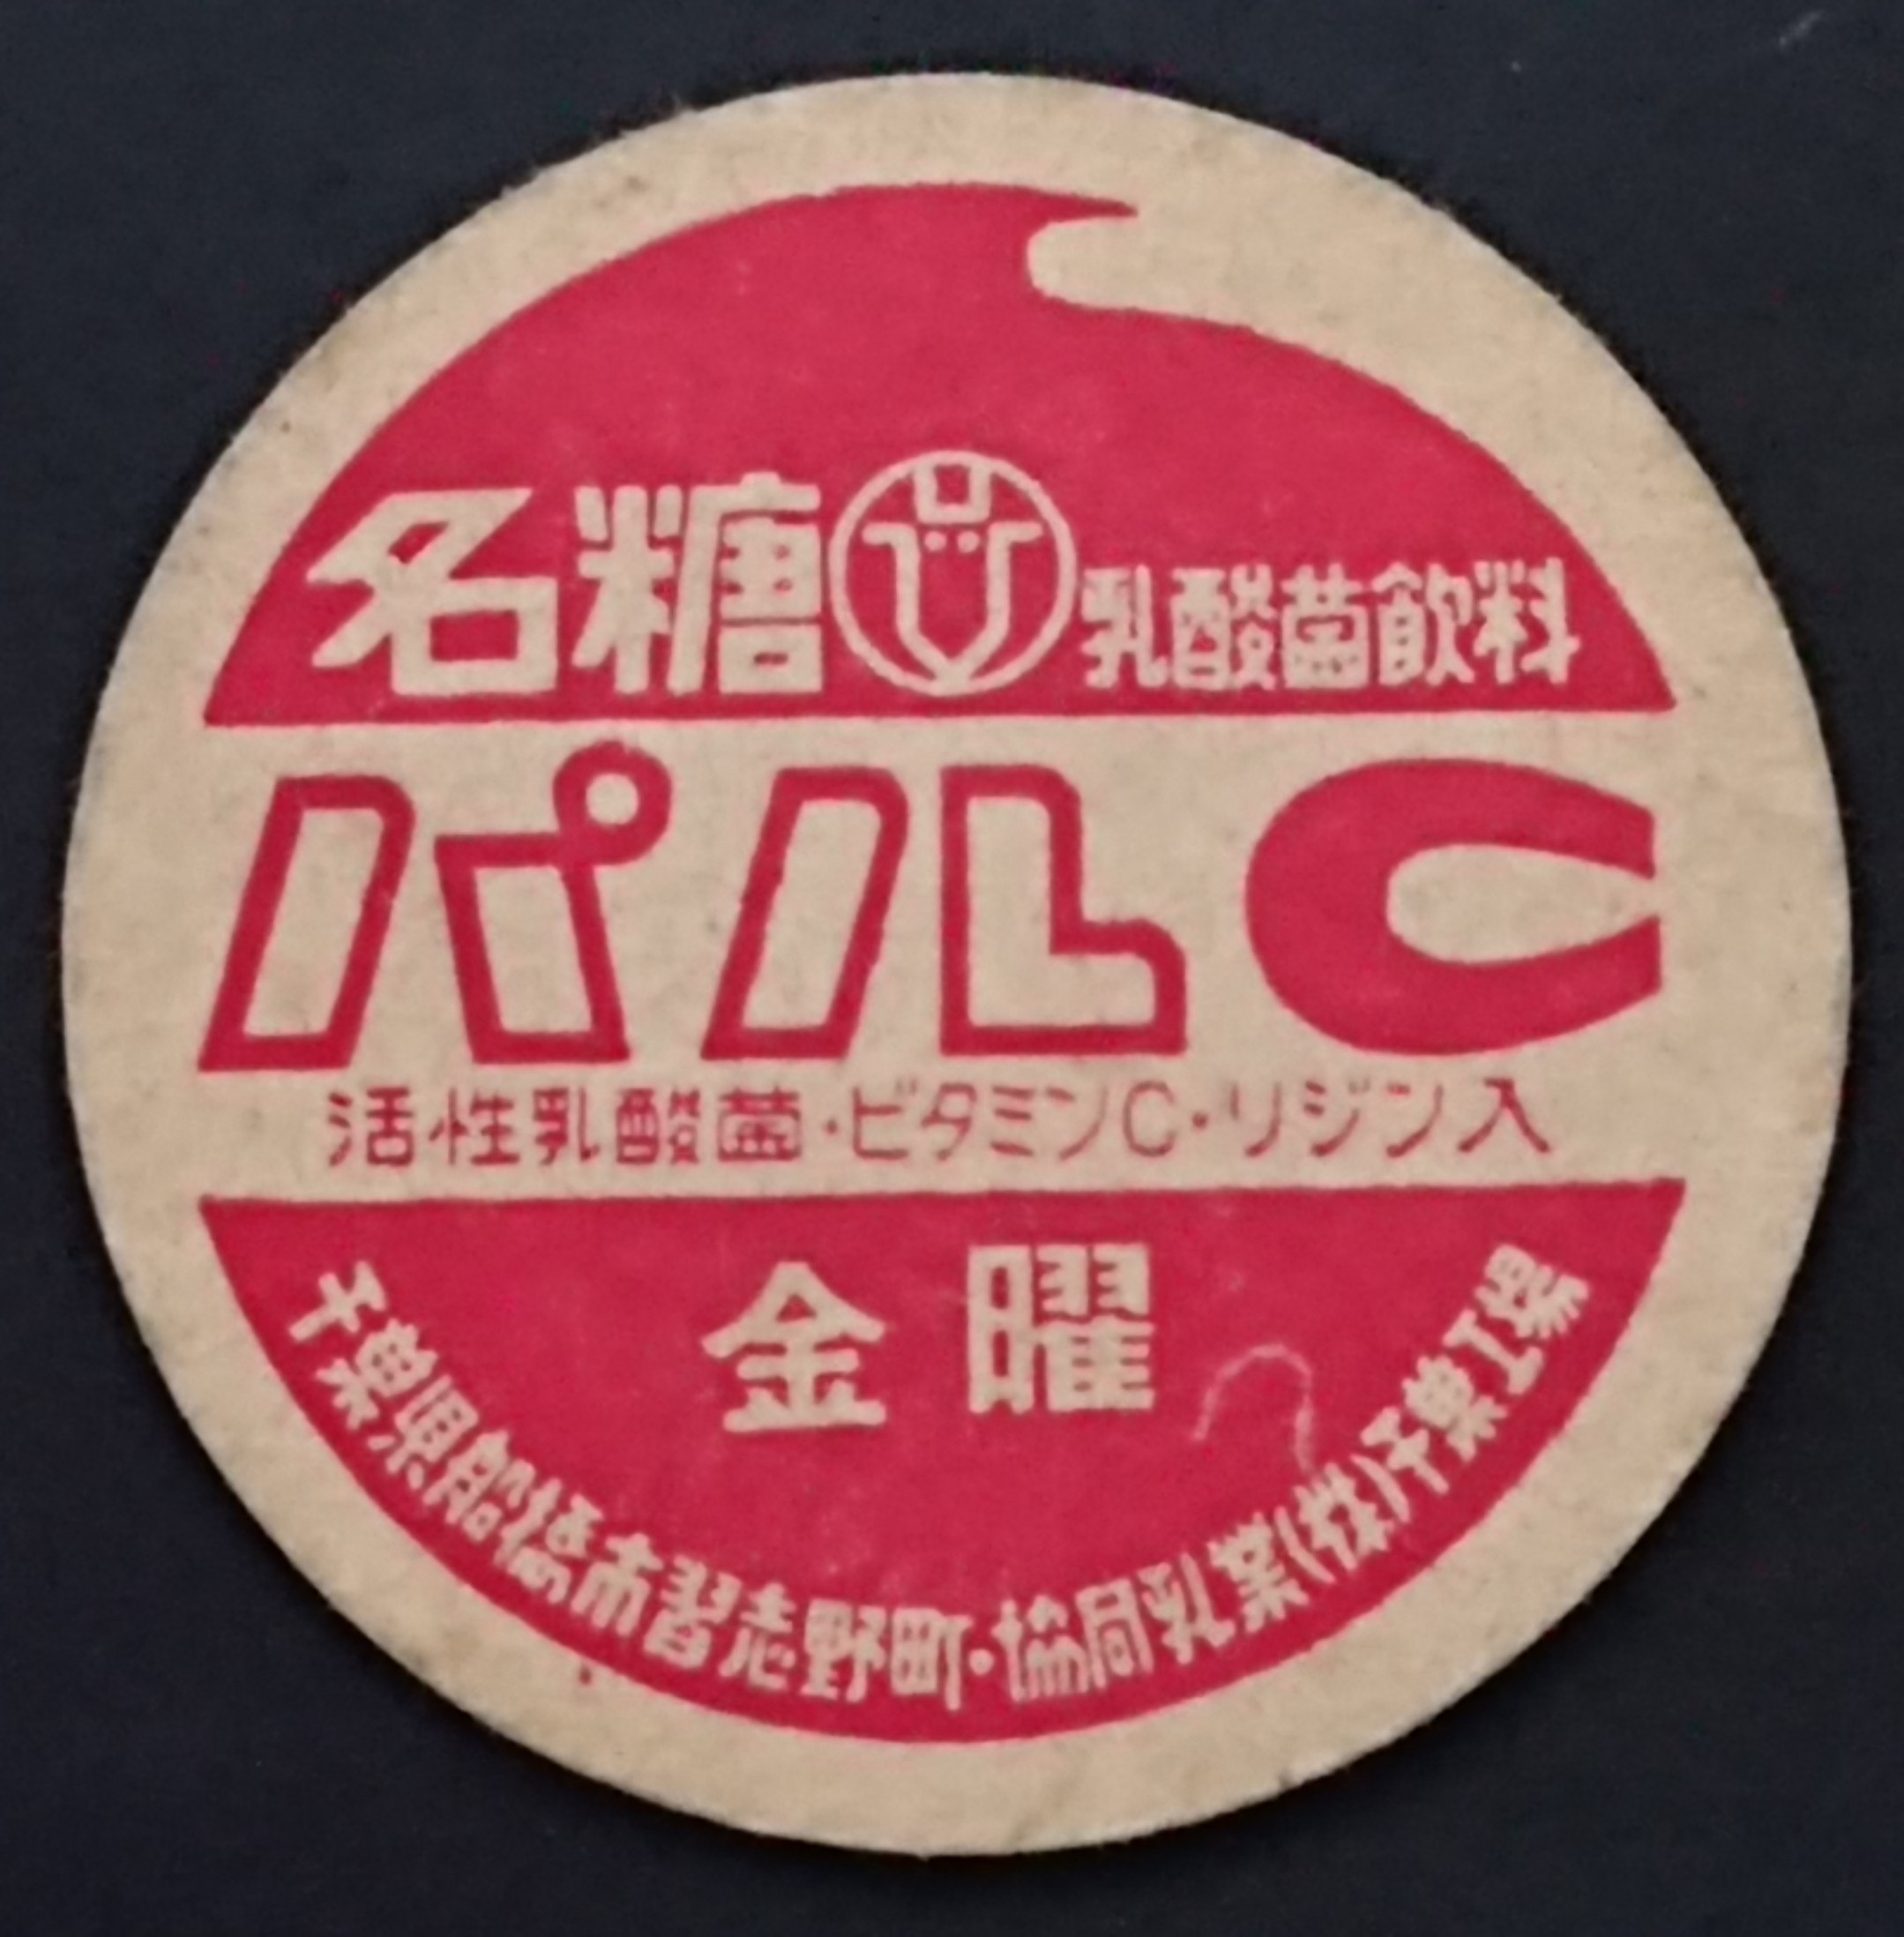 名糖 乳酸菌飲料
パルC
活性乳酸菌・ビタミンC・リジン入
金曜
千葉県船橋市習志野町・協同乳業(株)千葉工場